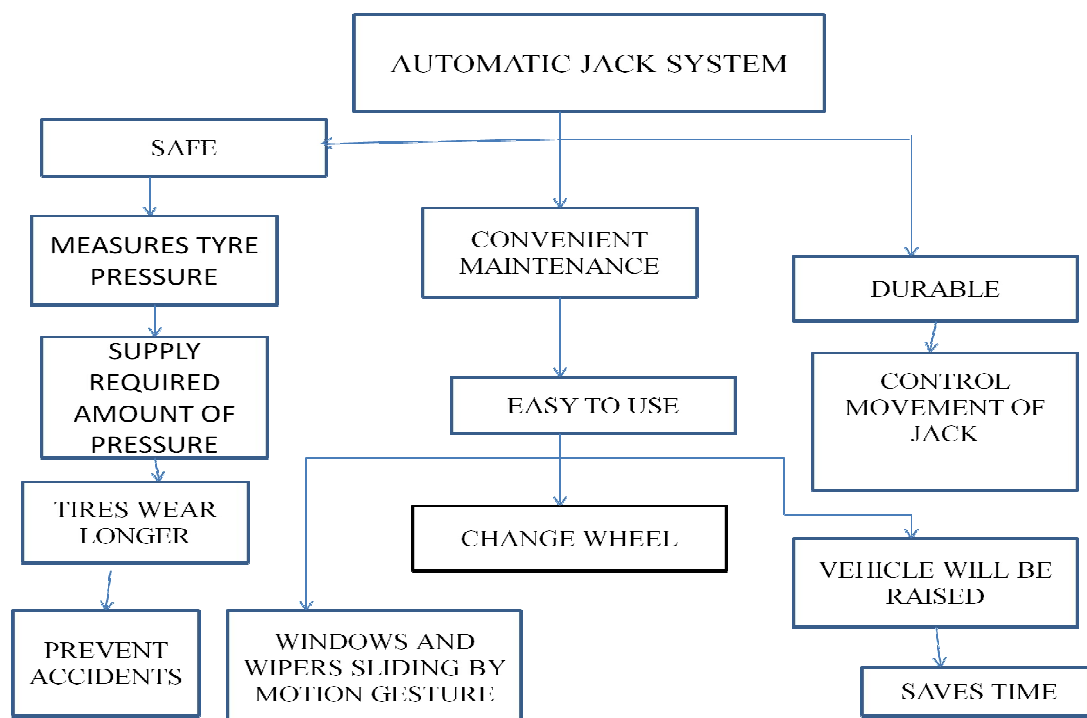 AUTOMATIC JACK SYSTEM
SAFE
MEASURES TYRE
PRESSURE
SUPPLY
REQUIRED
AMOUNT OF
PRESSURE
TIRES WEAR
LONGER
PREVENT
ACCIDENTS
CONVENIENT
MAINTENANCE
EASY TO USE
WINDOWS AND
WIPERS SLIDING BY
MOTION GESTURE
CHANGE WHEEL
VEHICLE WILL BE
RAISED
SAVES TIME
DURABLE
CONTROL
MOVEMENT OF
JACK